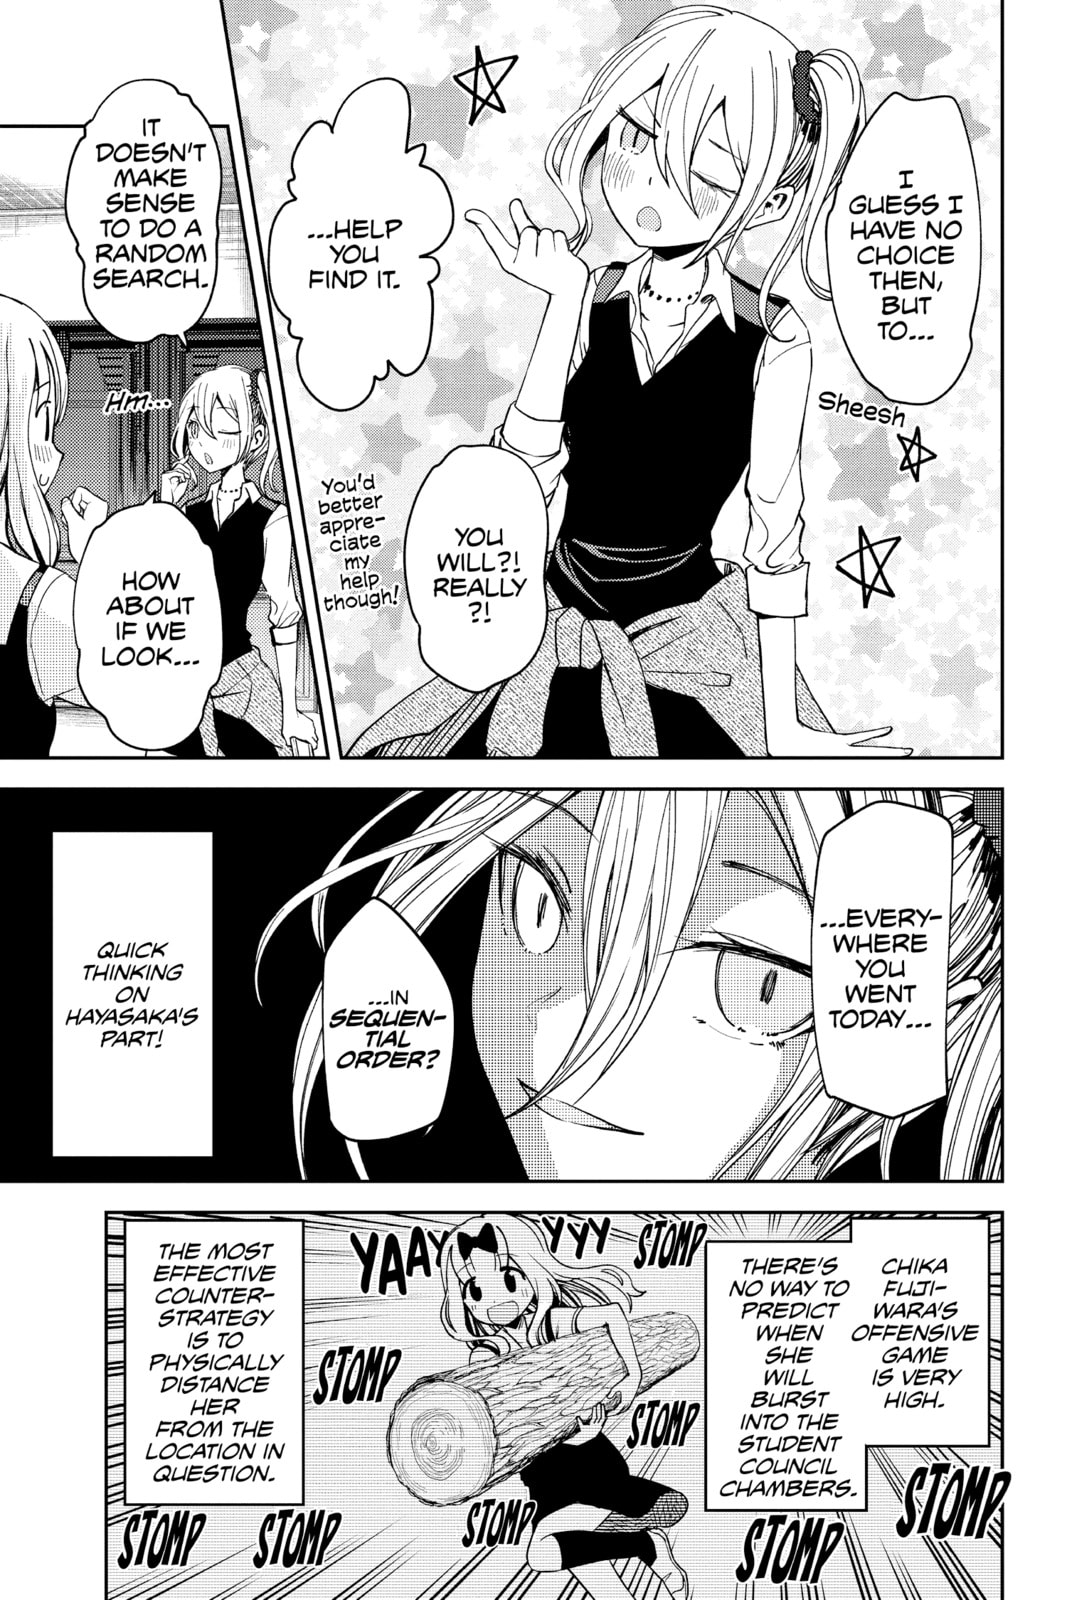 I
GUESS I
HAVE NO
CHOICE
THEN,
BUT
TO...
Sheesh
...HELP
YOU
FIND IT.
YOU
WILL?!
REALLY
?!
You'd
better
appre-
ciate
my
help
though!
IT
DOESN'T
MAKE
SENSE
TO DO A
RANDOM
SEARCH.
Hm...
HOW
ABOUT
IF WE
LOOK...
...EVERY-
WHERE
YOU
WENT
TODAY...
...IN
SEQUEN-
TIAL
ORDER?
QUICK
THINKING
ON
HAYASAKA'S
PART!
CHIKA
FUJI-
WARA'S
OFFENSIVE
GAME
IS VERY
HIGH.
THERE'S
NO WAY TO
PREDICT
WHEN
SHE
WILL
BURST
INTO THE
STUDENT
COUNCIL
CHAMBERS.
STOMP
YYY
YAAY
STOMP
STOMP
STOMP
STOMP
STOMP
THE MOST
EFFECTIVE
COUNTER-
STRATEGY
IS TO
PHYSICALLY
DISTANCE
HER
FROM THE
LOCATION IN
QUESTION.
STOMP
STOMP